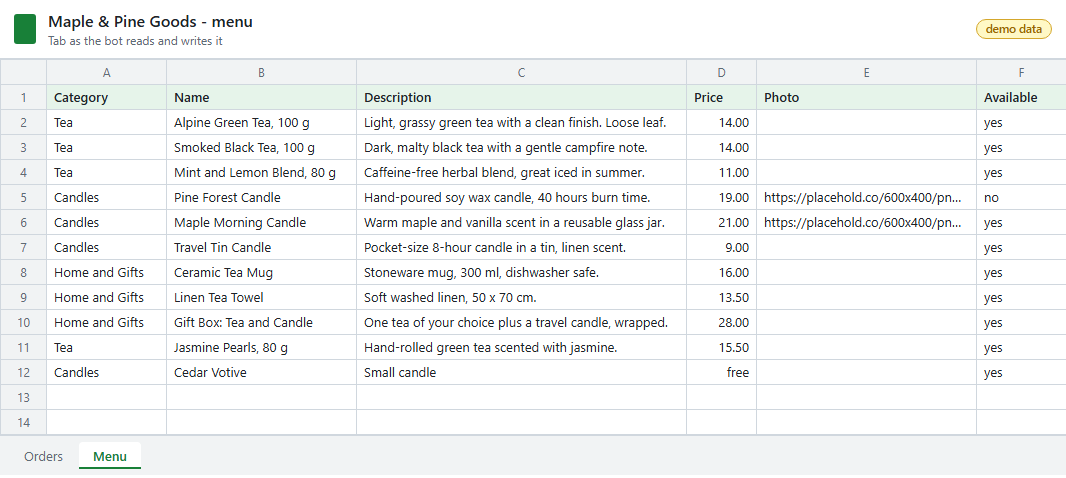 Maple & Pine Goods - menu
Tab as the bot reads and writes it
demo data
A B C D E F
1 Category Name Description Price Photo Available
2 Tea Alpine Green Tea, 100 g Light, grassy green tea with a clean finish. Loose leaf. 14.00 yes
3 Tea Smoked Black Tea, 100 g Dark, malty black tea with a gentle campfire note. 14.00 yes
4 Tea Mint and Lemon Blend, 80 g Caffeine-free herbal blend, great iced in summer. 11.00 yes
5 Candles Pine Forest Candle Hand-poured soy wax candle, 40 hours burn time. 19.00 https://placehold.co/600x400/pn... no
6 Candles Maple Morning Candle Warm maple and vanilla scent in a reusable glass jar. 21.00 https://placehold.co/600x400/pn... yes
7 Candles Travel Tin Candle Pocket-size 8-hour candle in a tin, linen scent. 9.00 yes
8 Home and Gifts Ceramic Tea Mug Stoneware mug, 300 ml, dishwasher safe. 16.00 yes
9 Home and Gifts Linen Tea Towel Soft washed linen, 50 x 70 cm. 13.50 yes
10 Home and Gifts Gift Box: Tea and Candle One tea of your choice plus a travel candle, wrapped. 28.00 yes
11 Tea Jasmine Pearls, 80 g Hand-rolled green tea scented with jasmine. 15.50 yes
12 Candles Cedar Votive Small candle free yes
13
14
Orders Menu